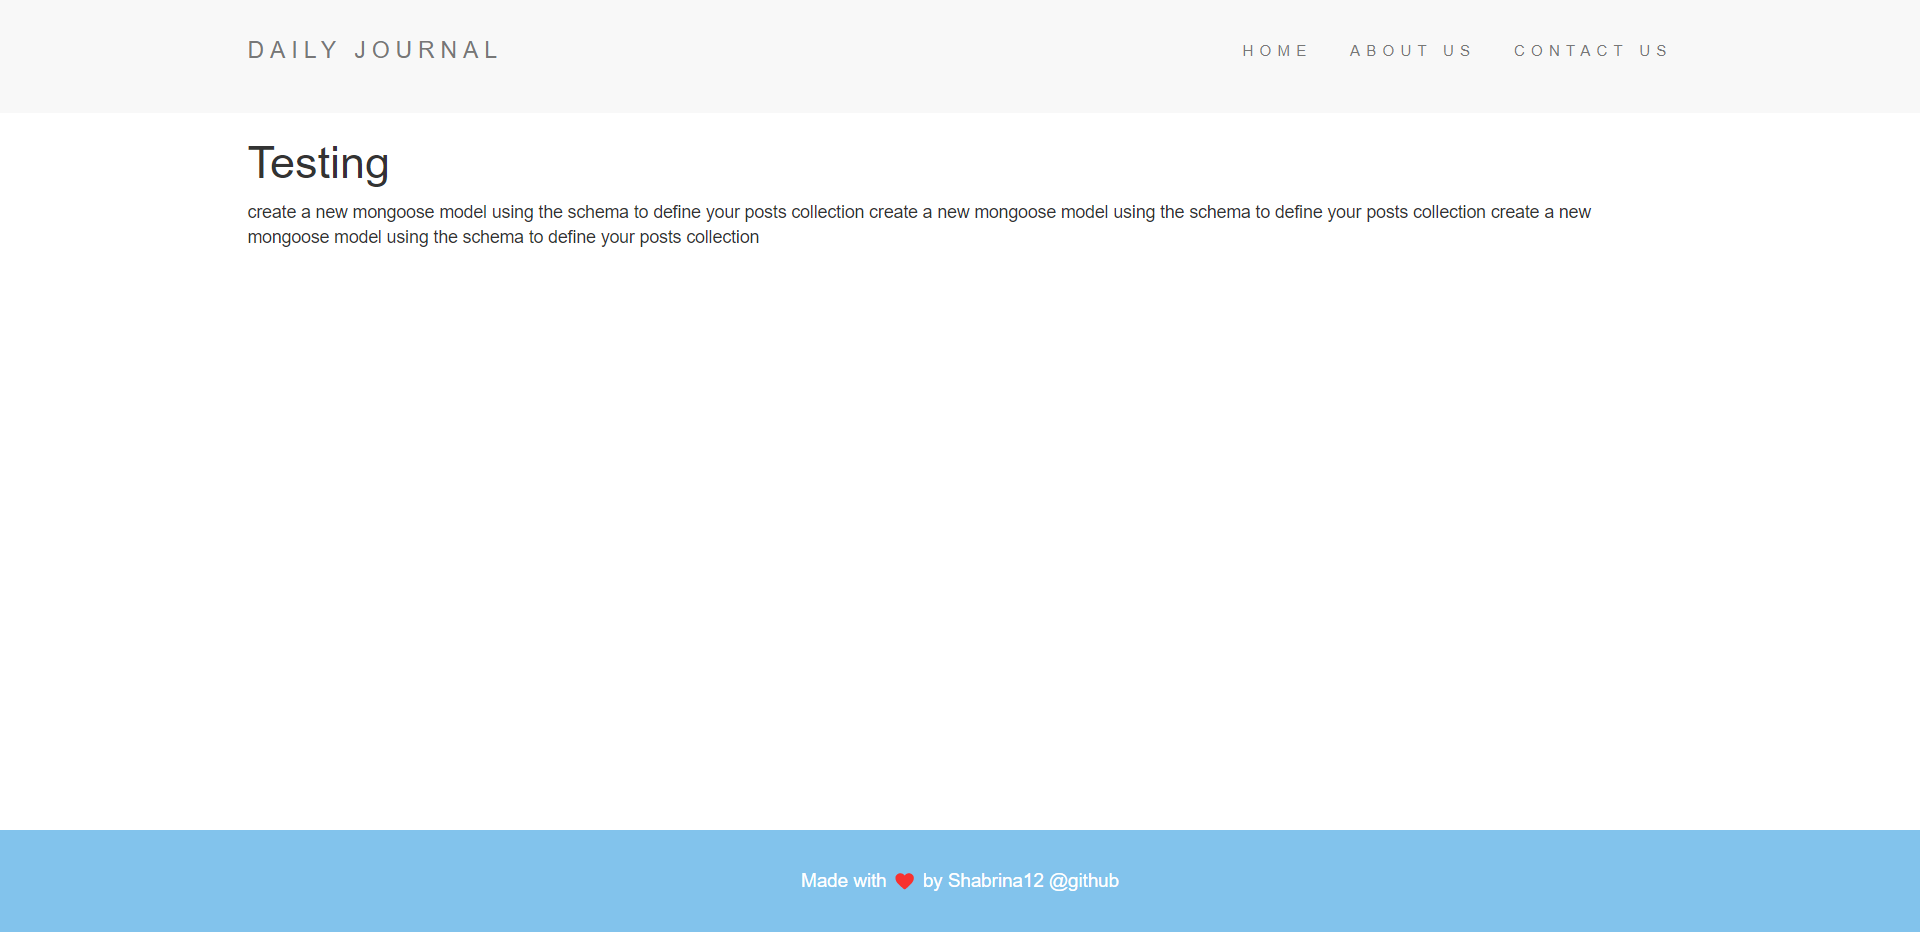 DAILY JOURNAL
HOME ABOUT US CONTACT US
Testing
create a new mongoose model using the schema to define your posts collection create a new mongoose model using the schema to define your posts collection create a new
mongoose model using the schema to define your posts collection
Made with ❤ by Shabrina12 @github